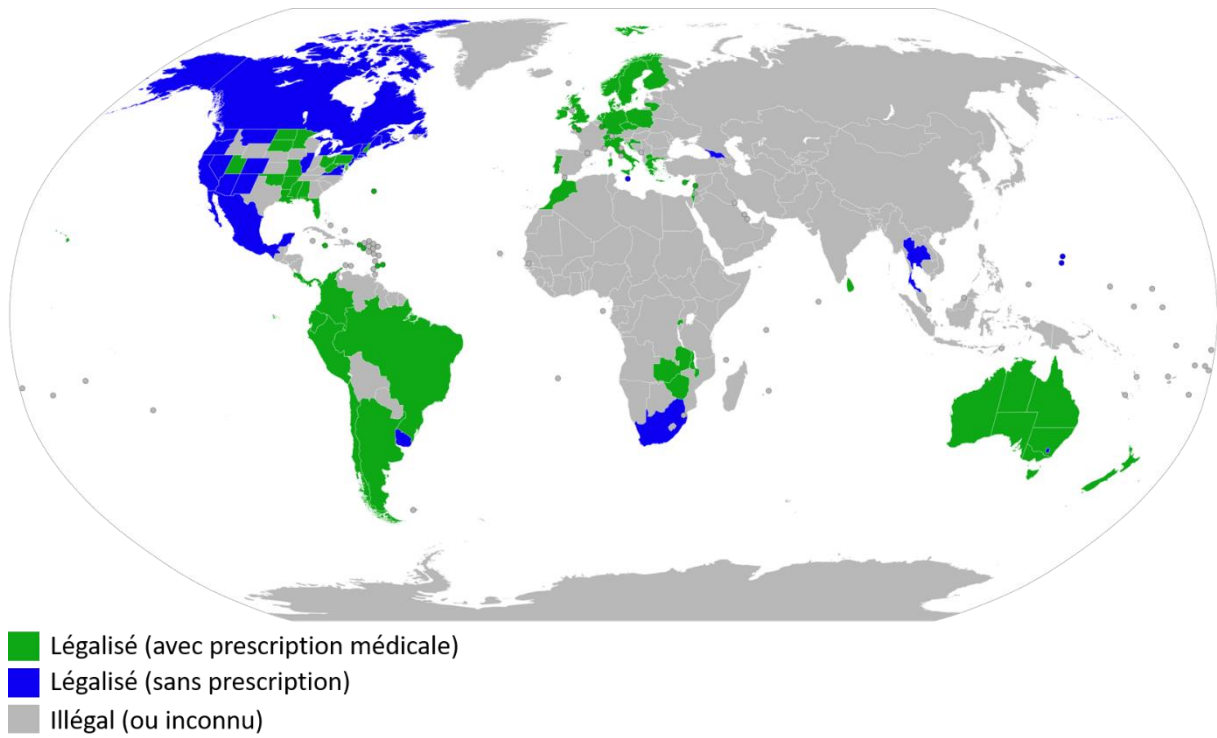 Légalisé (avec prescription médicale)
Légalisé (sans prescription)
Illégal (ou inconnu)